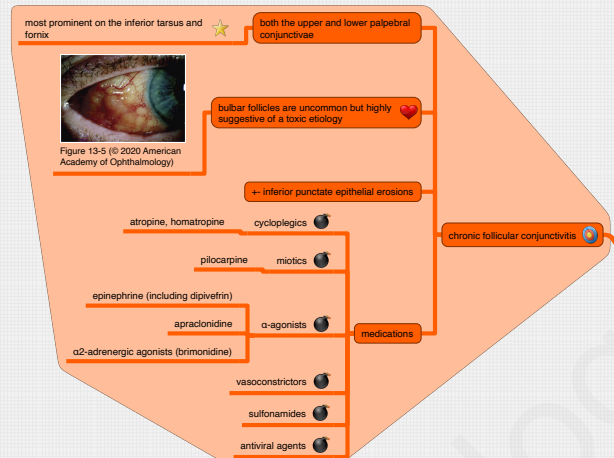 most prominent on the inferior tarsus and
fornix
both the upper and lower palpebral
conjunctivae
bulbar follicles are uncommon but highly
suggestive of a toxic etiology
Figure 13-5 (© 2020 American
Academy of Ophthalmology)
+- inferior punctate epithelial erosions
chronic follicular conjunctivitis
medications
atropine, homatropine
cycloplegics
pilocarpine
miotics
epinephrine (including dipivefrin)
apraclonidine
α-agonists
α2-adrenergic agonists (brimonidine)
vasoconstrictors
sulfonamides
antiviral agents